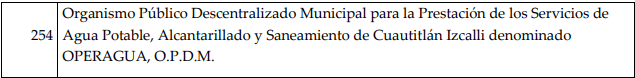 Organismo Público Descentralizado Municipal para la Prestación de los Servicios de
254 Agua Potable, Alcantarillado y Saneamiento de Cuautitlán Izcalli denominado
OPERAGUA, O.P.D.M.